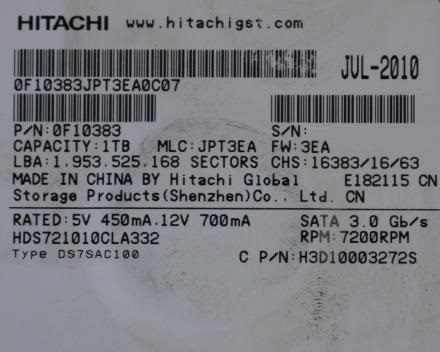 HITACHI www.hitachigst.com
JUL-2010
0F10383JPT3EA0C07
P/N:0F10383 S/N:
CAPACITY:1TB MLC:JPT3EA FW:3EA
LBA:1.953.525.168 SECTORS CHS:16383/16/63
MADE IN CHINA BY Hitachi Global E182115 CN
Storage Products(Shenzhen)Co.. Ltd. CN
RATED:5V 450mA.12V 700mA SATA 3.0 Gb/s
HDS721010CLA332 RPM:7200RPM
Type DS7SAC100
C P/N:H3D10003272S